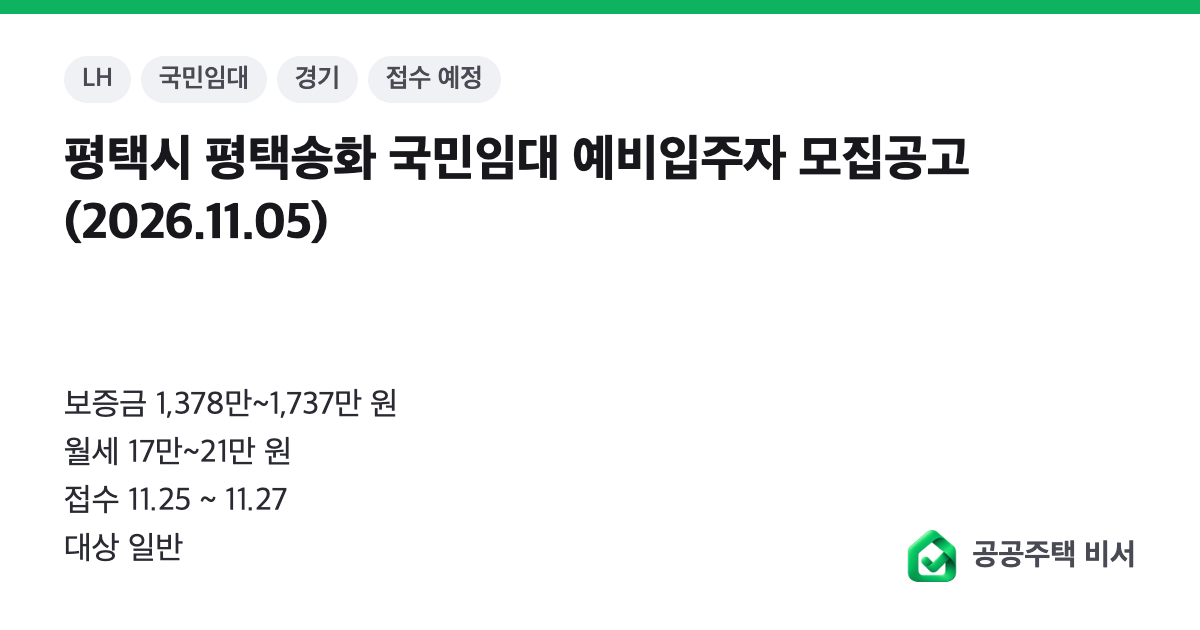 LH 국민임대 경기 접수 예정
평택시 평택송화 국민임대 예비입주자 모집공고
(2026.11.05)
보증금 1,378만~1,737만 원
월세 17만~21만 원
접수 11.25 ~ 11.27
대상 일반
공공주택 비서